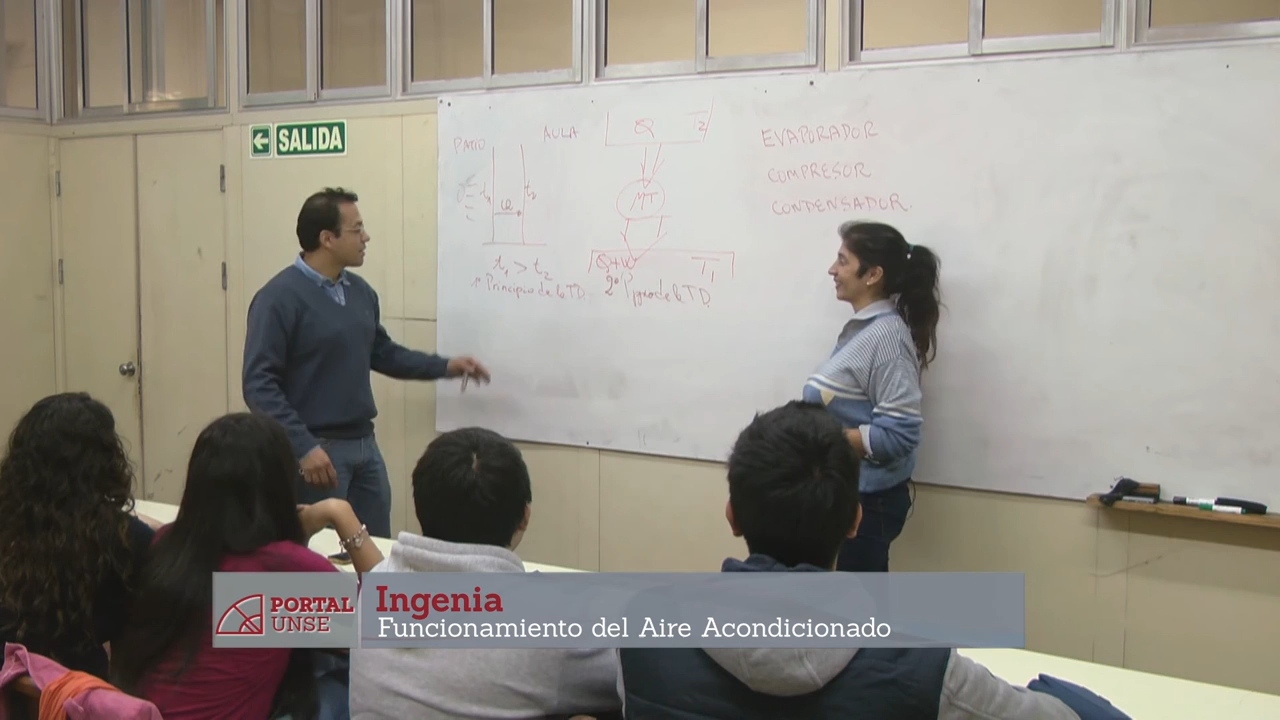 SALIDA
PATIO
AULA
Q
T2
EVAPORADOR
COMPRESOR
CONDENSADOR.
MT
Q
t1 > t2
Q+W
T1
1º Principio de la TD
2º Ppio de la TD
PORTAL
UNSE
Ingenia
Funcionamiento del Aire Acondicionado